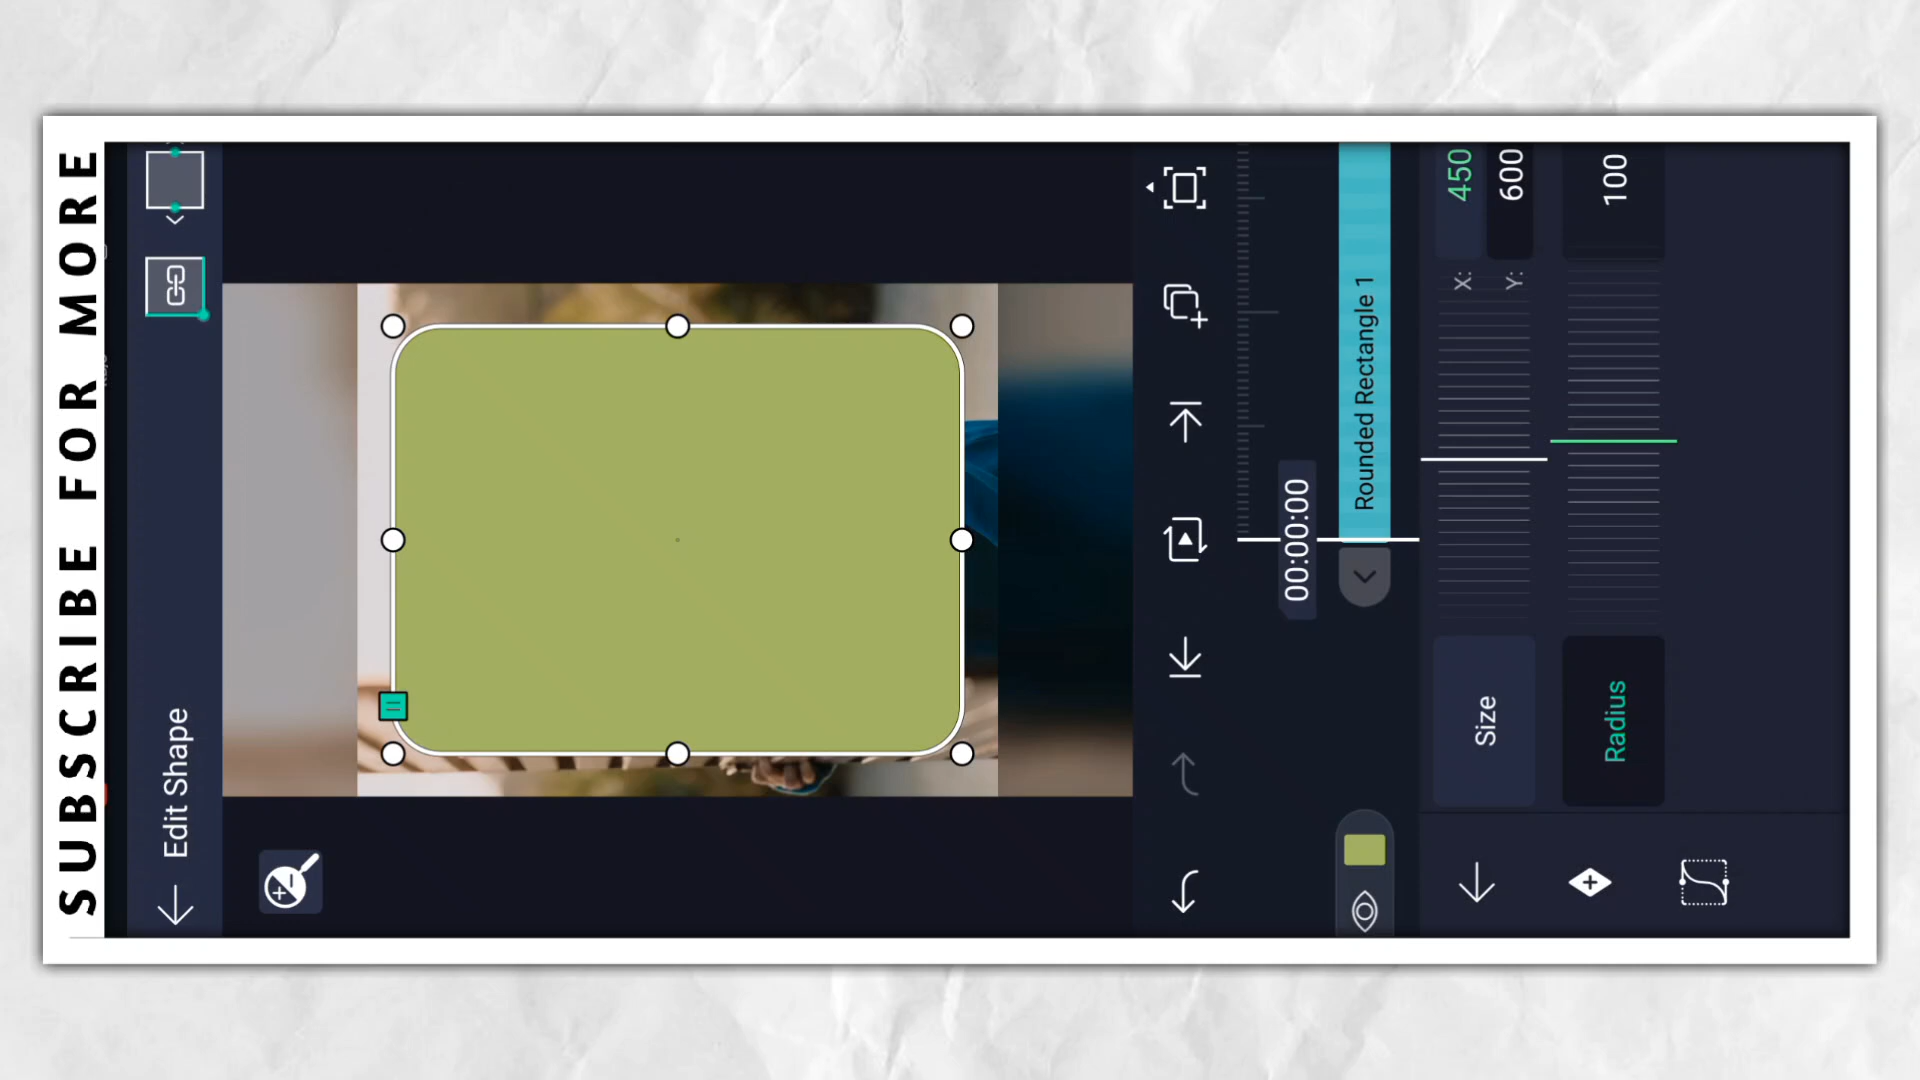 SUBSCRIBE FOR MORE
Edit Shape
00:00:00
Rounded Rectangle 1
Size
X: 450
Y: 600
Radius
100